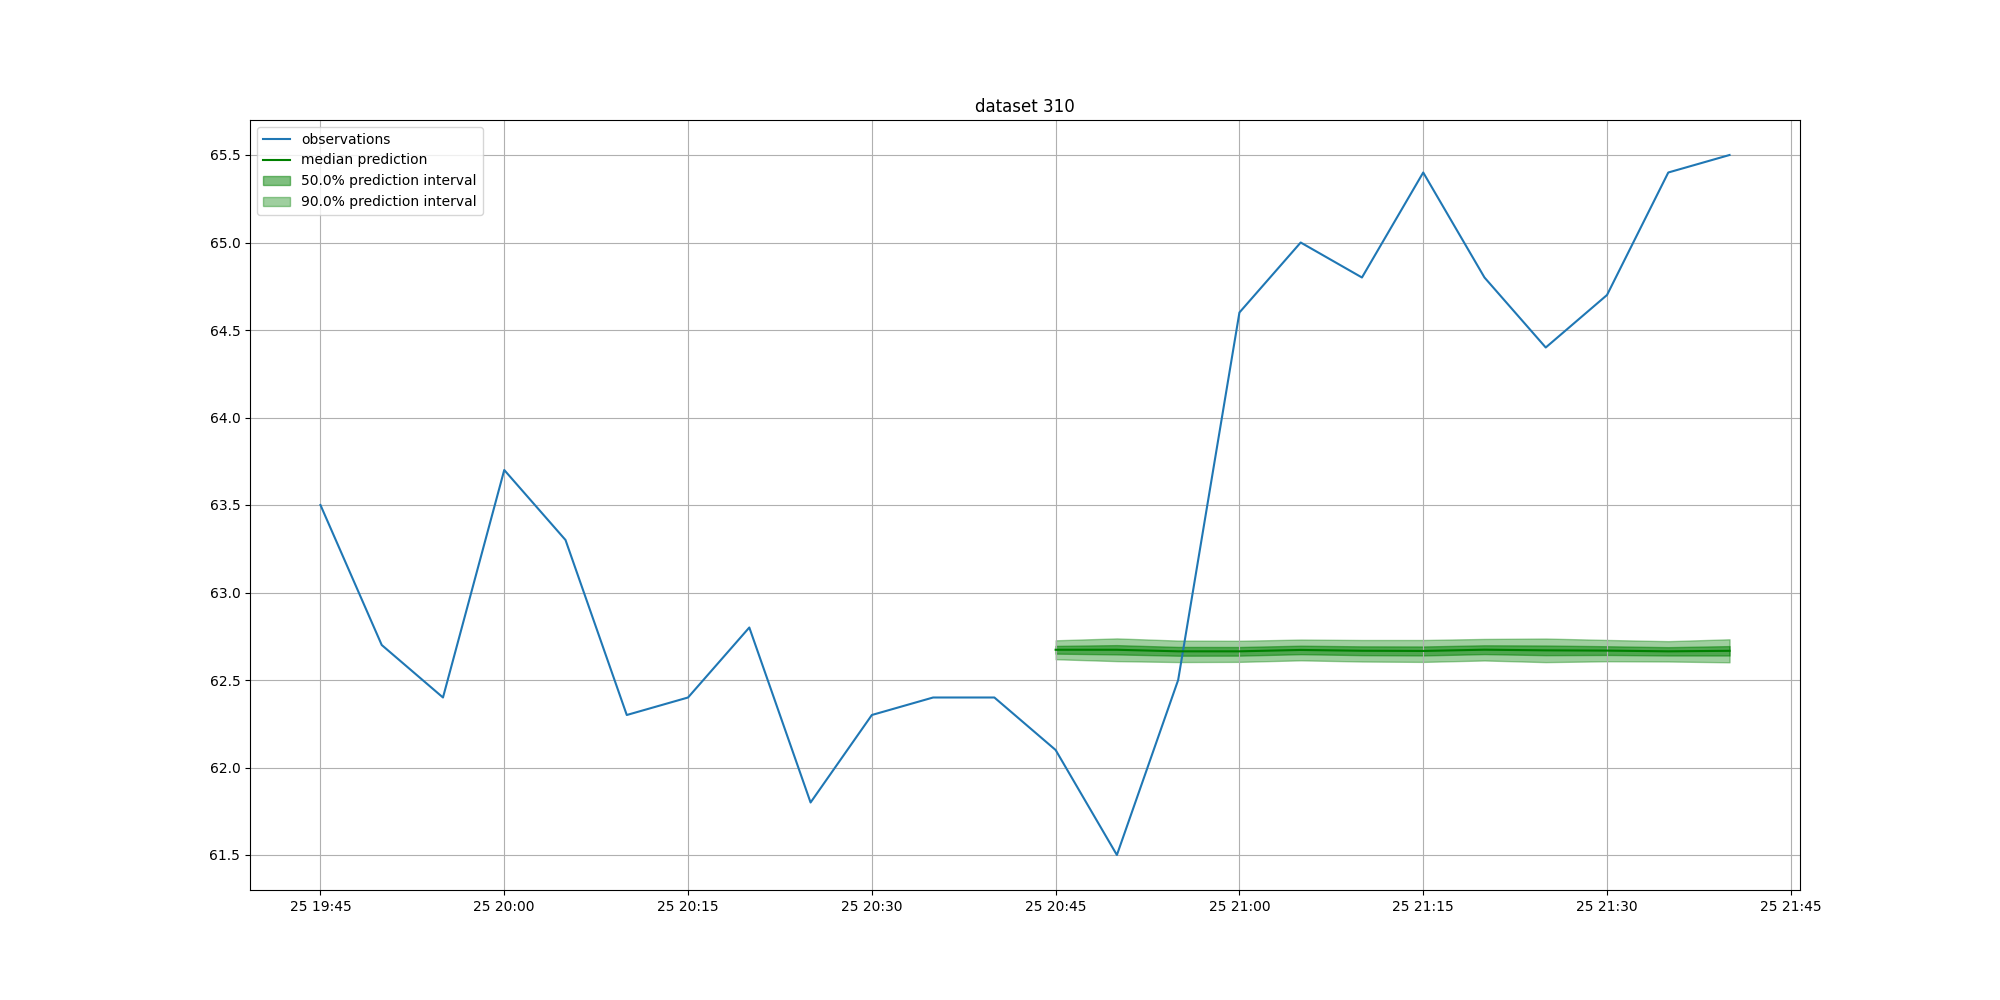 dataset 310
observations
median prediction
50.0% prediction interval
90.0% prediction interval
65.5
65.0
64.5
64.0
63.5
63.0
62.5
62.0
61.5
25 19:45 25 20:00 25 20:15 25 20:30 25 20:45 25 21:00 25 21:15 25 21:30 25 21:45